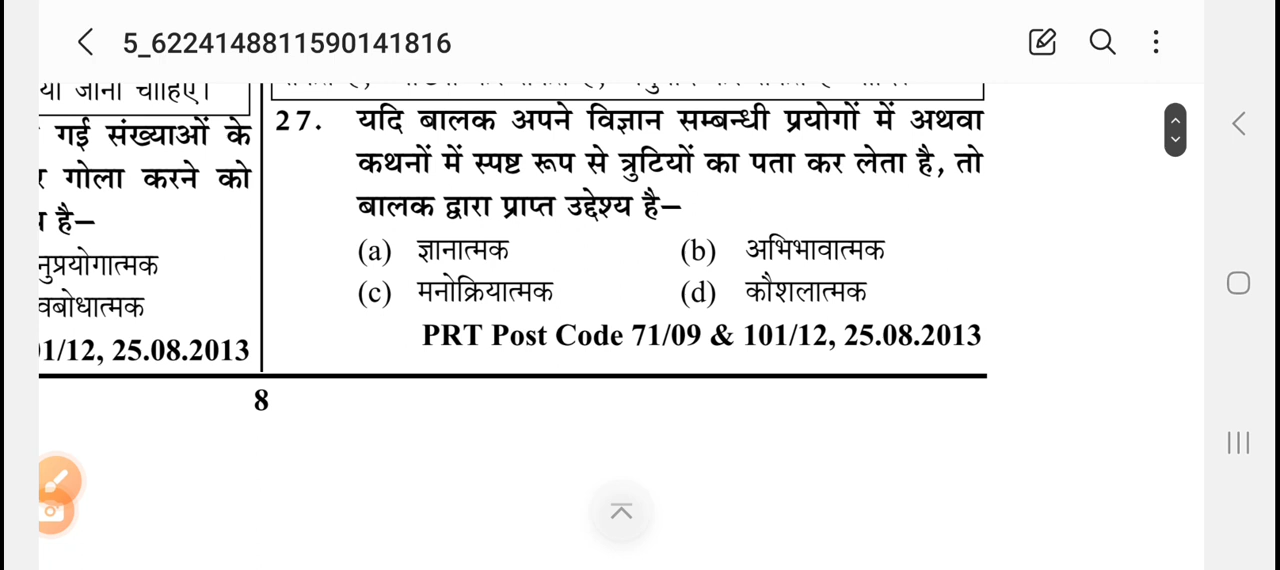 5_6224148811590141816
या जाना चाहिए।
गई संख्याओं के
गोला करने को
है–
नुप्रयोगात्मक
वबोधात्मक
01/12, 25.08.2013
27. यदि बालक अपने विज्ञान सम्बन्धी प्रयोगों में अथवा
कथनों में स्पष्ट रूप से त्रुटियों का पता कर लेता है, तो
बालक द्वारा प्राप्त उद्देश्य है–
(a) ज्ञानात्मक (b) अभिभावात्मक
(c) मनोक्रियात्मक (d) कौशलात्मक
PRT Post Code 71/09 & 101/12, 25.08.2013
8